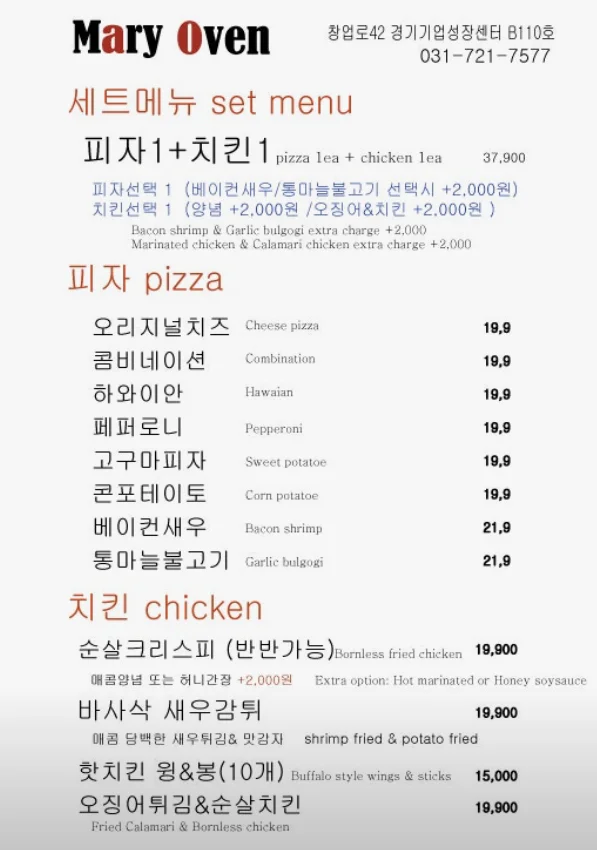 Mary Oven
창업로42 경기기업성장센터 B110호
031-721-7577
세트메뉴 set menu
피자1+치킨1 pizza 1ea + chicken 1ea 37,900
피자선택 1 (베이컨새우/통마늘불고기 선택시 +2,000원)
치킨선택 1 (양념 +2,000원 /오징어&치킨 +2,000원 )
Bacon shrimp & Garlic bulgogi extra charge +2,000
Marinated chicken & Calamari chicken extra charge +2,000
피자 pizza
오리지널치즈 Cheese pizza 19,9
콤비네이션 Combination 19,9
하와이안 Hawaian 19,9
페퍼로니 Pepperoni 19,9
고구마피자 Sweet potatoe 19,9
콘포테이토 Corn potatoe 19,9
베이컨새우 Bacon shrimp 21,9
통마늘불고기 Garlic bulgogi 21,9
치킨 chicken
순살크리스피 (반반가능)Bornless fried chicken 19,900
매콤양념 또는 허니간장 +2,000원 Extra option: Hot marinated or Honey soysauce
바사삭 새우감튀 19,900
매콤 담백한 새우튀김& 맛감자 shrimp fried & potato fried
핫치킨 윙&봉(10개) Buffalo style wings & sticks 15,000
오징어튀김&순살치킨 19,900
Fried Calamari & Bornless chicken